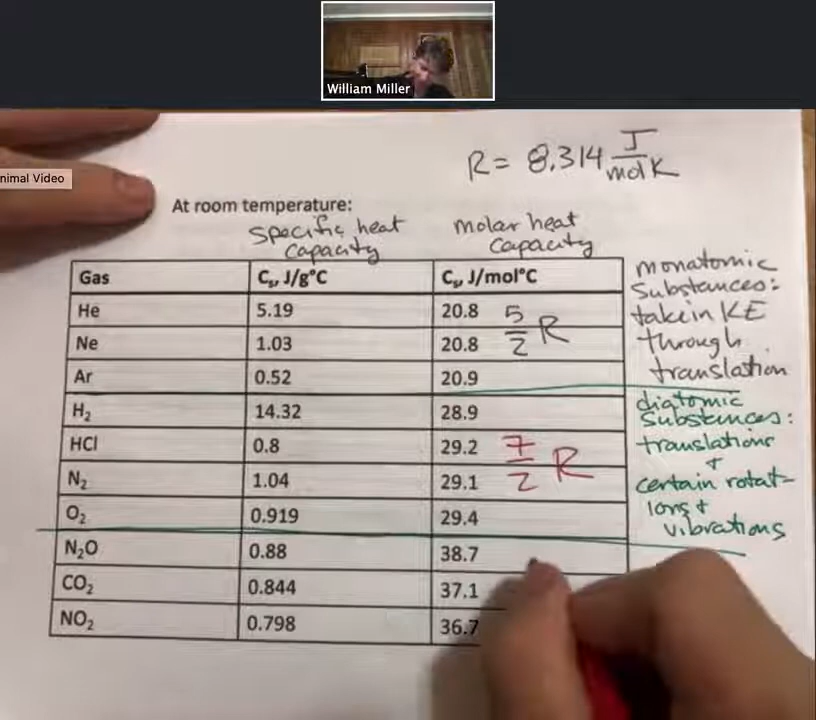 William Miller
nimal Video
R = 8.314 J/mol K
At room temperature:
specific heat capacity
molar heat capacity
Gas Cs, J/g°C Cs, J/mol°C
He 5.19 20.8
Ne 1.03 20.8
5/2 R
Ar 0.52 20.9
H₂ 14.32 28.9
HCl 0.8 29.2
7/2 R
N₂ 1.04 29.1
O₂ 0.919 29.4
N₂O 0.88 38.7
CO₂ 0.844 37.1
NO₂ 0.798 36.7
monatomic
substances:
take in KE
through
translation
diatomic
substances:
translations
+
certain rotat-
ions +
vibrations